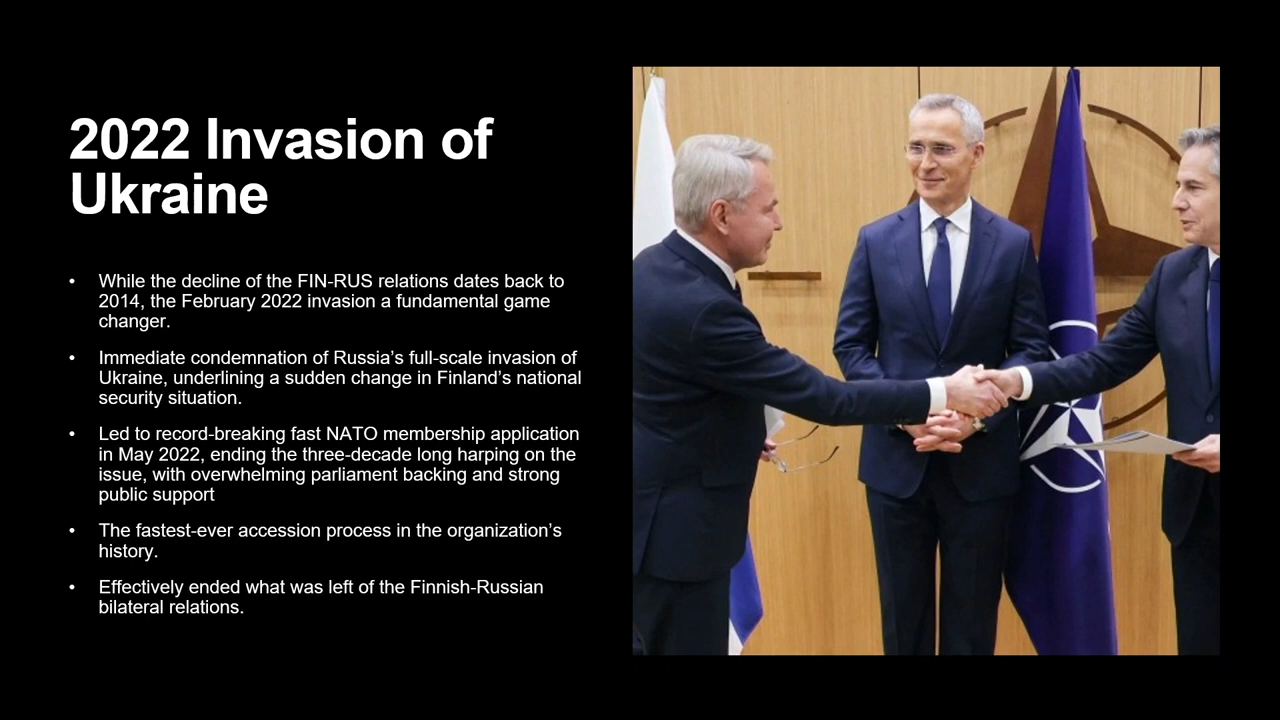 2022 Invasion of
Ukraine
• While the decline of the FIN-RUS relations dates back to
2014, the February 2022 invasion a fundamental game
changer.
• Immediate condemnation of Russia’s full-scale invasion of
Ukraine, underlining a sudden change in Finland’s national
security situation.
• Led to record-breaking fast NATO membership application
in May 2022, ending the three-decade long harping on the
issue, with overwhelming parliament backing and strong
public support
• The fastest-ever accession process in the organization’s
history.
• Effectively ended what was left of the Finnish-Russian
bilateral relations.